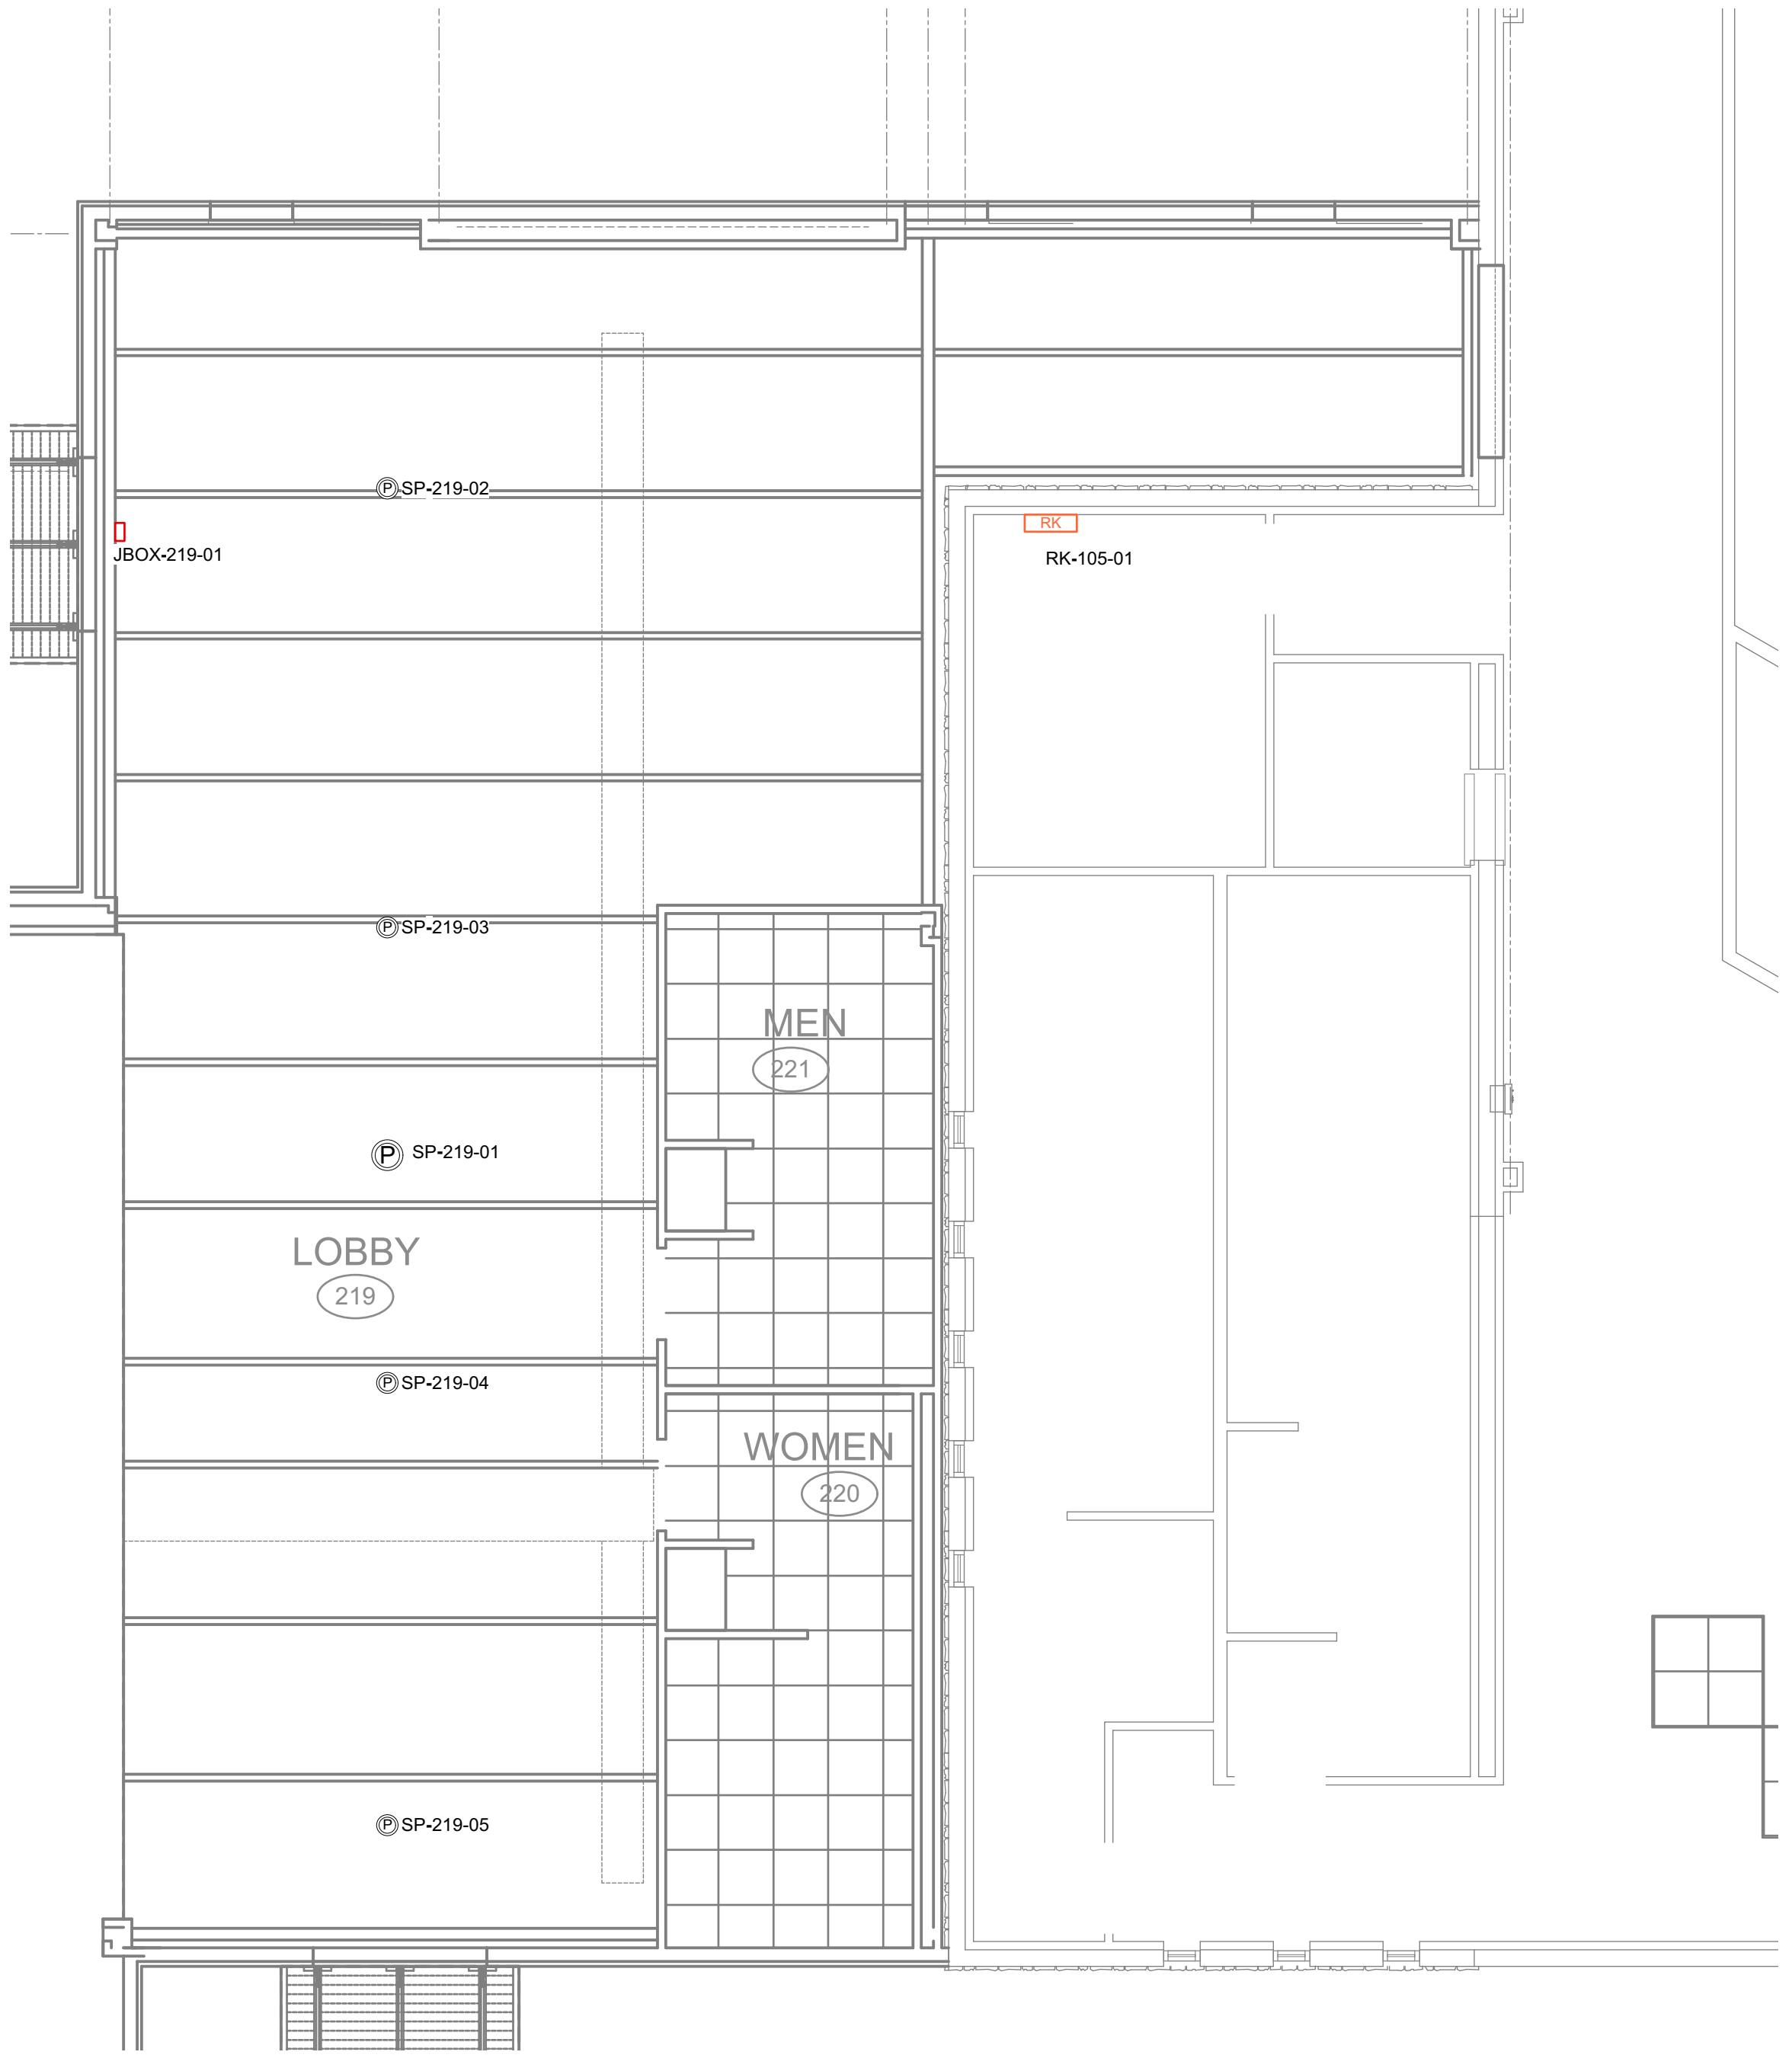 P SP-219-02
JBOX-219-01
RK
RK-105-01
P SP-219-03
MEN
221
P SP-219-01
LOBBY
219
P SP-219-04
WOMEN
220
P SP-219-05